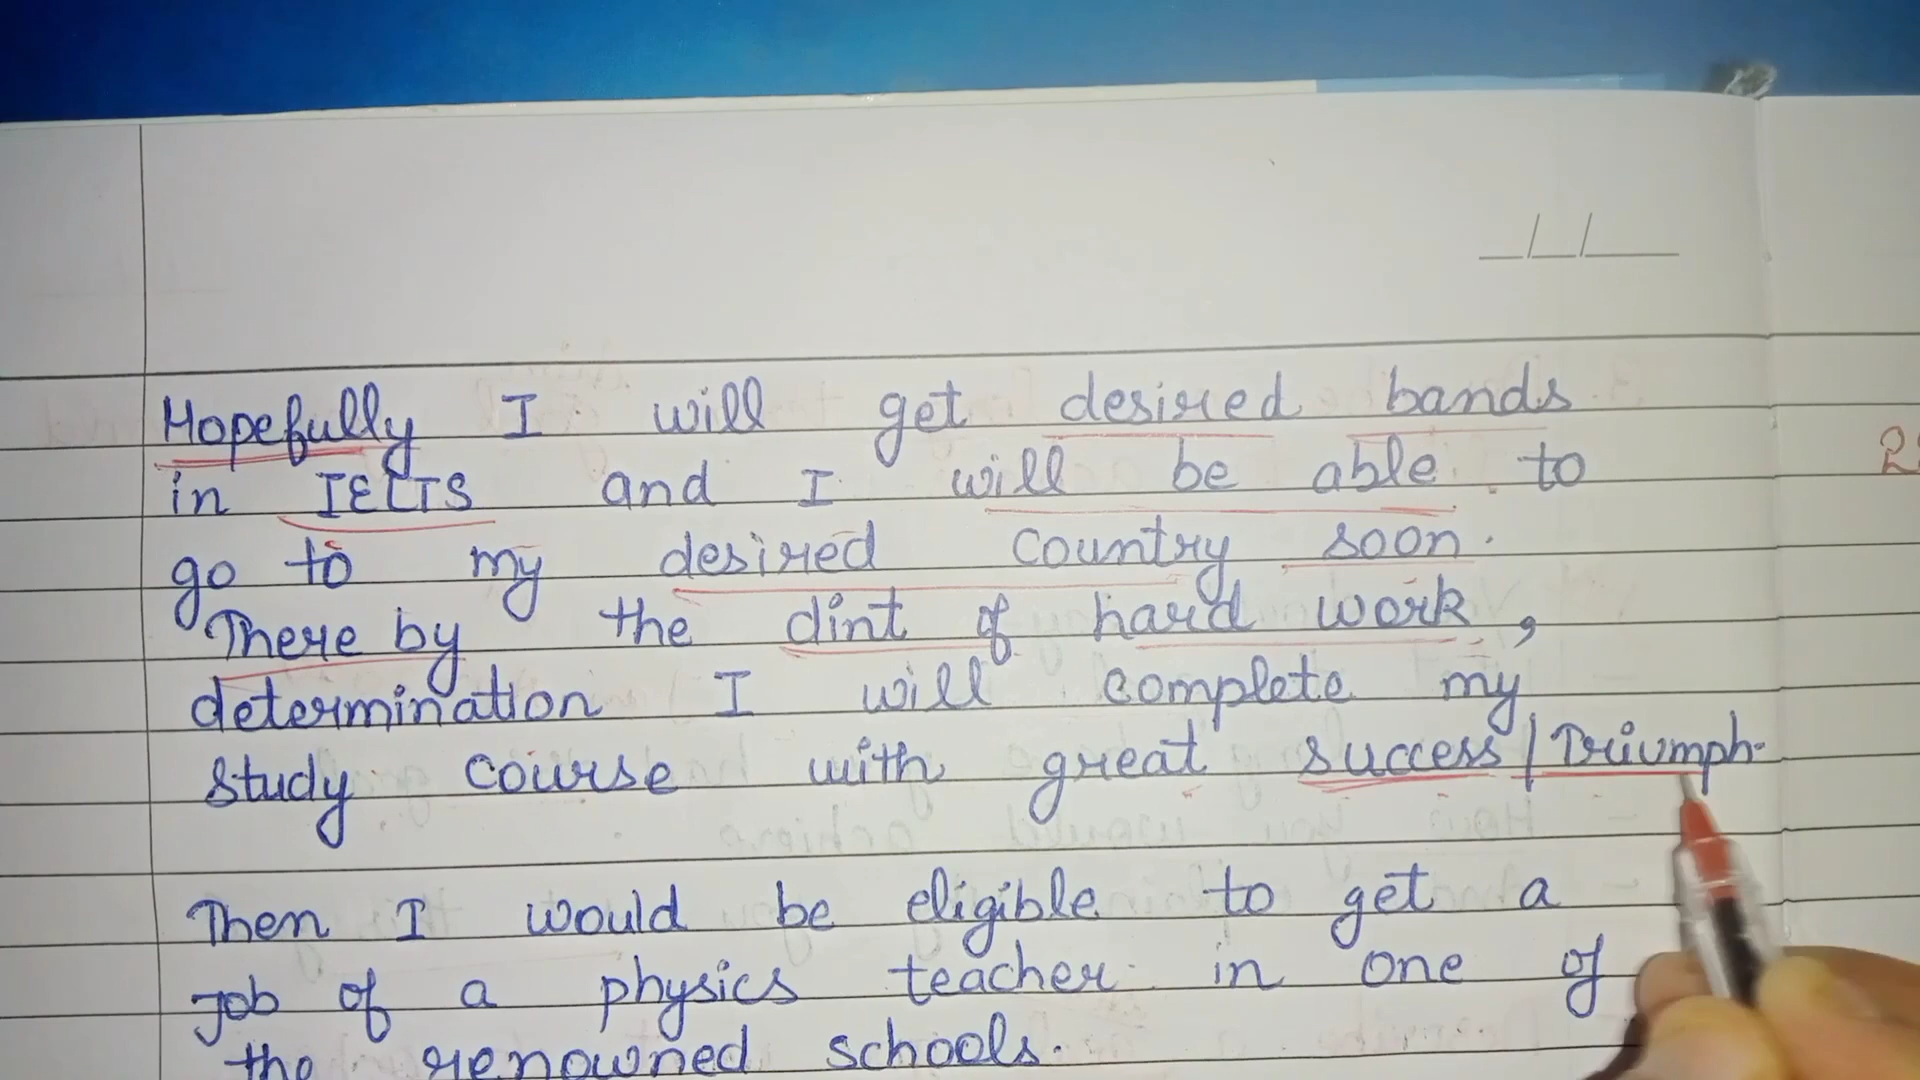 Hopefully I will get desired bands
in IELTS and I will be able to
go to my desired country soon.
There by the dint of hard work,
determination I will complete my
study course with great success / Triumph.
Then I would be eligible to get a
job of a physics teacher in one of
the renowned schools.